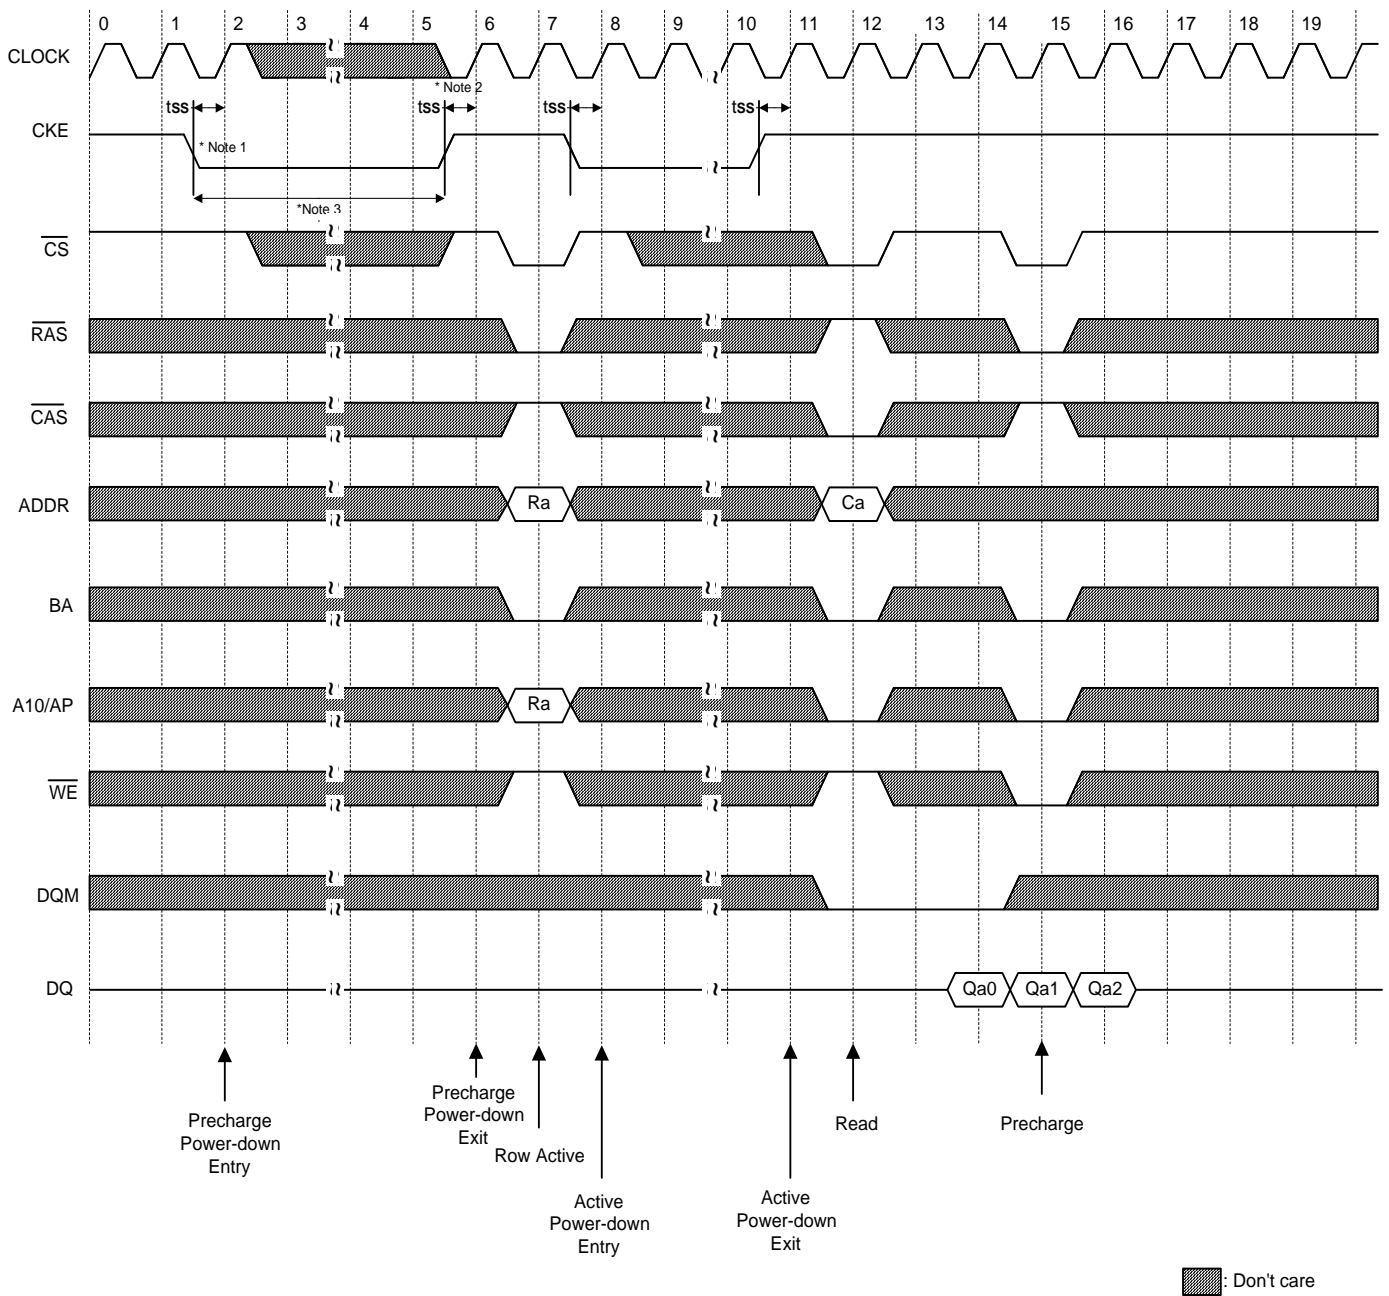 0 1 2 3 4 5 6 7 8 9 10 11 12 13 14 15 16 17 18 19
CLOCK
* Note 2
tss tss tss tss
CKE
* Note 1
*Note 3
CS
RAS
CAS
ADDR Ra Ca
BA
A10/AP Ra
WE
DQM
DQ Qa0 Qa1 Qa2
Precharge
Power-down
Entry
Precharge
Power-down
Exit
Row Active
Active
Power-down
Entry
Active
Power-down
Exit
Read
Precharge
: Don't care